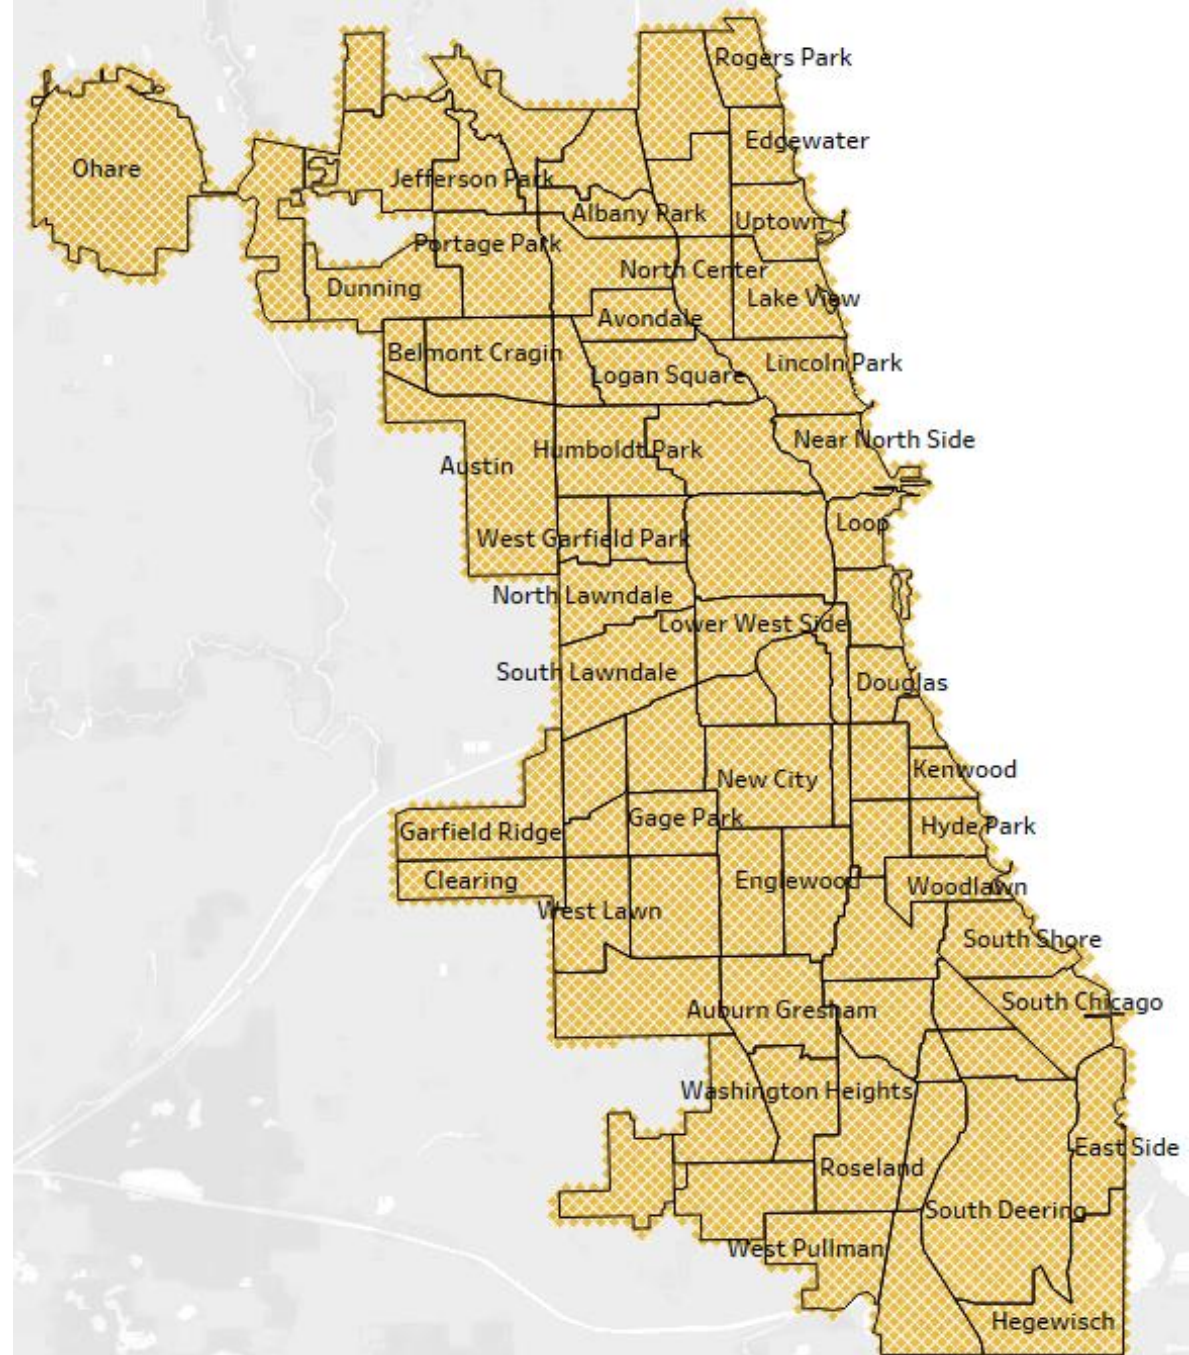 Rogers Park
Edgewater
Ohare
Jefferson Park
Albany Park
Uptown
Portage Park
North Center
Dunning
Lake View
Avondale
Belmont Cragin
Lincoln Park
Logan Square
Near North Side
Humboldt Park
Austin
Loop
West Garfield Park
North Lawndale
Lower West Side
South Lawndale
Douglas
Kenwood
New City
Gage Park
Hyde Park
Garfield Ridge
Clearing
Englewood
Woodlawn
West Lawn
South Shore
South Chicago
Auburn Gresham
Washington Heights
East Side
Roseland
South Deering
West Pullman
Hegewisch